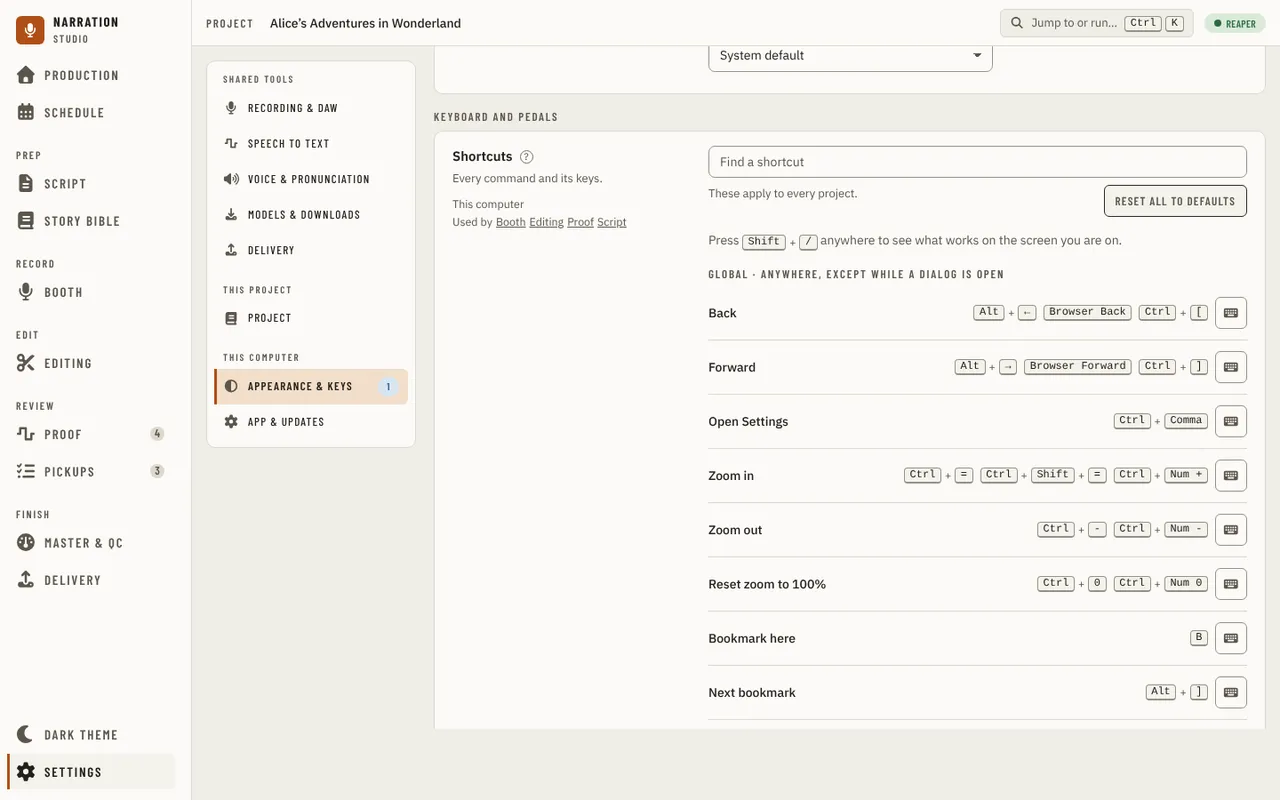 NARRATION
STUDIO
PRODUCTION
SCHEDULE
PREP
SCRIPT
STORY BIBLE
RECORD
BOOTH
EDIT
EDITING
REVIEW
PROOF 4
PICKUPS 3
FINISH
MASTER & QC
DELIVERY
DARK THEME
SETTINGS
PROJECT Alice's Adventures in Wonderland
Jump to or run... Ctrl K
REAPER
SHARED TOOLS
RECORDING & DAW
SPEECH TO TEXT
VOICE & PRONUNCIATION
MODELS & DOWNLOADS
DELIVERY
THIS PROJECT
PROJECT
THIS COMPUTER
APPEARANCE & KEYS 1
APP & UPDATES
System default
KEYBOARD AND PEDALS
Shortcuts ?
Every command and its keys.
This computer
Used by Booth Editing Proof Script
Find a shortcut
These apply to every project.
RESET ALL TO DEFAULTS
Press Shift + / anywhere to see what works on the screen you are on.
GLOBAL · ANYWHERE, EXCEPT WHILE A DIALOG IS OPEN
Back Alt + ← Browser Back Ctrl + [
Forward Alt + → Browser Forward Ctrl + ]
Open Settings Ctrl + Comma
Zoom in Ctrl + = Ctrl + Shift + = Ctrl + Num +
Zoom out Ctrl + - Ctrl + Num -
Reset zoom to 100% Ctrl + 0 Ctrl + Num 0
Bookmark here B
Next bookmark Alt + ]